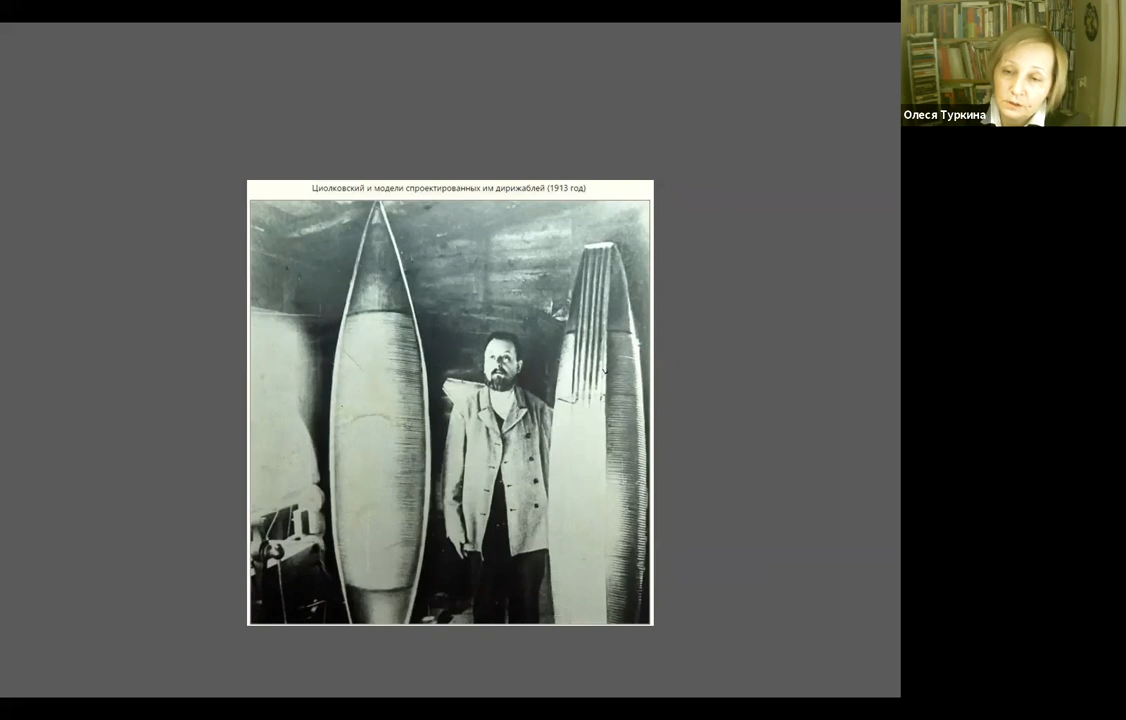 Олеся Туркина
Циолковский и модели спроектированных им дирижаблей (1913 год)